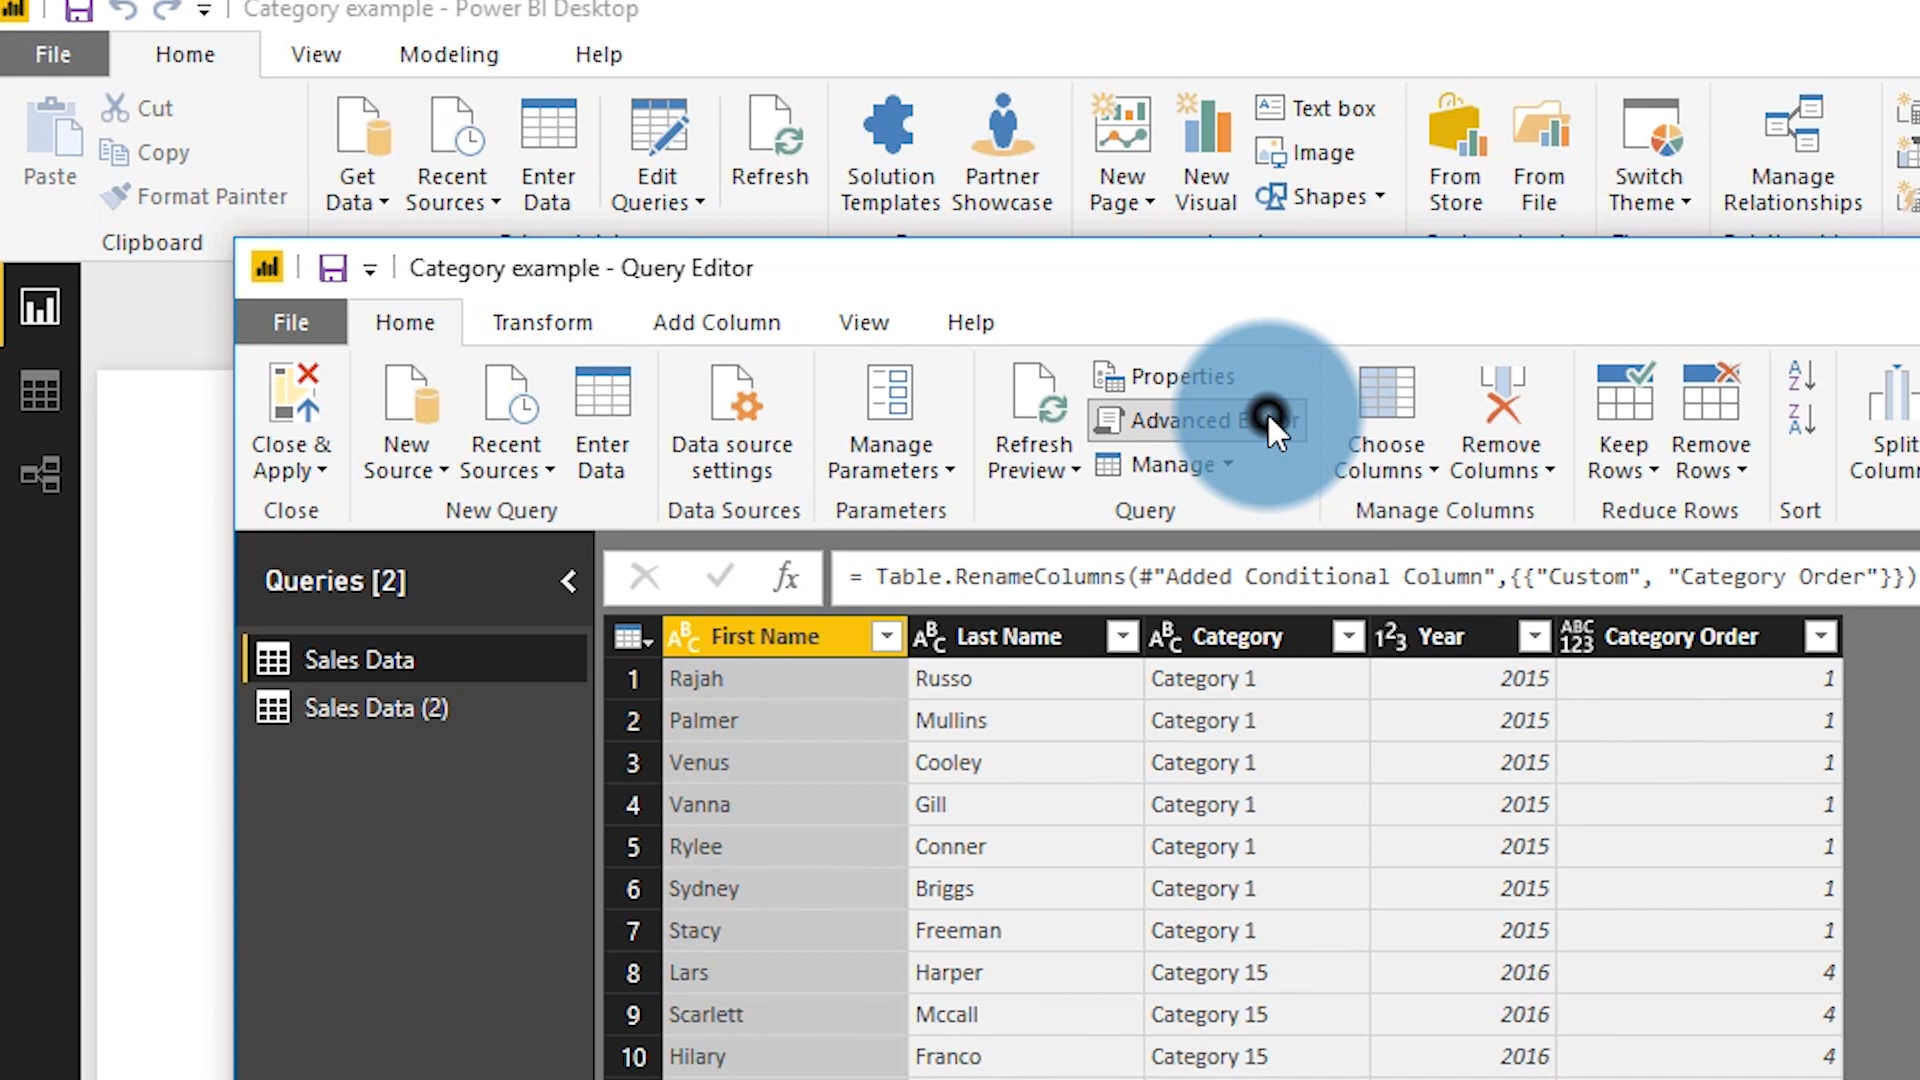 Category example - Power BI Desktop
File Home View Modeling Help
Paste
Cut
Copy
Format Painter
Clipboard
Get Data
Recent Sources
Enter Data
Edit Queries
Refresh
Solution Templates
Partner Showcase
New Page
New Visual
Text box
Image
Shapes
From Store
From File
Switch Theme
Manage Relationships
Category example - Query Editor
File Home Transform Add Column View Help
Close & Apply
New Source
Recent Sources
Enter Data
Data source settings
Manage Parameters
Refresh Preview
Properties
Advanced
Manage
Choose Columns
Remove Columns
Keep Rows
Remove Rows
Split
Close New Query Data Sources Parameters Query Manage Columns Reduce Rows Sort
Queries [2]
Sales Data
Sales Data (2)
fx = Table.RenameColumns(#"Added Conditional Column",{{"Custom", "Category Order"}})
ABC First Name ABC Last Name ABC Category 123 Year ABC 123 Category Order
1 Rajah Russo Category 1 2015 1
2 Palmer Mullins Category 1 2015 1
3 Venus Cooley Category 1 2015 1
4 Vanna Gill Category 1 2015 1
5 Rylee Conner Category 1 2015 1
6 Sydney Briggs Category 1 2015 1
7 Stacy Freeman Category 1 2015 1
8 Lars Harper Category 15 2016 4
9 Scarlett Mccall Category 15 2016 4
10 Hilary Franco Category 15 2016 4